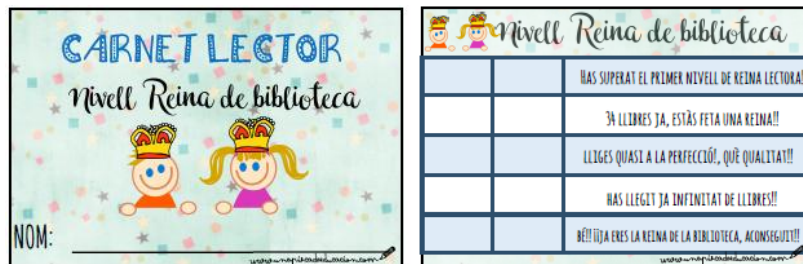 CARNET LECTOR
Nivell Reina de biblioteca
NOM:
Nivell Reina de biblioteca
HAS SUPERAT EL PRIMER NIVELL DE REINA LECTORA!
34 LLIBRES JA, ESTÀS FETA UNA REINA!!
LLIGES QUASI A LA PERFECCIÓ!, QUÈ QUALITAT!!
HAS LLEGIT JA INFINITAT DE LLIBRES!!
BÉ!! ¡¡JA ERES LA REINA DE LA BIBLIOTECA, ACONSEGUIT!!